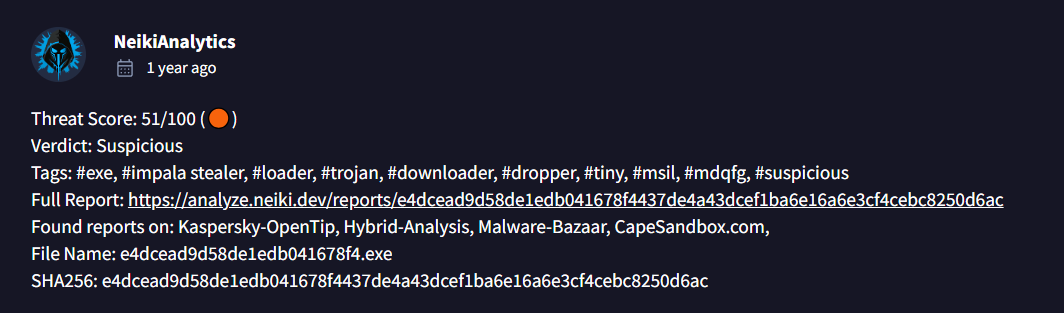 NeikiAnalytics
1 year ago
Threat Score: 51/100 (🟠)
Verdict: Suspicious
Tags: #exe, #impala stealer, #loader, #trojan, #downloader, #dropper, #tiny, #msil, #mdqfg, #suspicious
Full Report: https://analyze.neiki.dev/reports/e4dcead9d58de1edb041678f4437de4a43dcef1ba6e16a6e3cf4cebc8250d6ac
Found reports on: Kaspersky-OpenTip, Hybrid-Analysis, Malware-Bazaar, CapeSandbox.com,
File Name: e4dcead9d58de1edb041678f4.exe
SHA256: e4dcead9d58de1edb041678f4437de4a43dcef1ba6e16a6e3cf4cebc8250d6ac